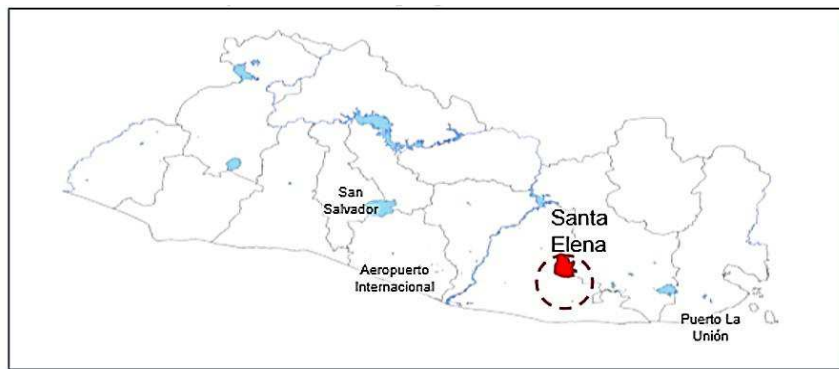 San
Salvador
Santa
Elena
Aeropuerto
Internacional
Puerto La
Unión